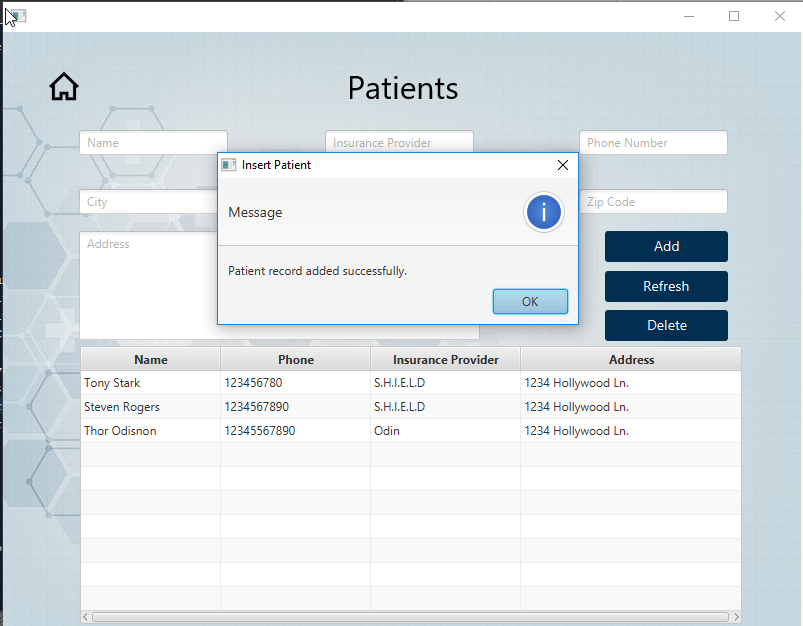 Patients
Name
Insurance Provider
Phone Number
Insert Patient
City
Zip Code
Message
Address
Add
Patient record added successfully.
Refresh
OK
Delete
Name Phone Insurance Provider Address
Tony Stark 123456780 S.H.I.E.L.D 1234 Hollywood Ln.
Steven Rogers 1234567890 S.H.I.E.L.D 1234 Hollywood Ln.
Thor Odisnon 12345567890 Odin 1234 Hollywood Ln.